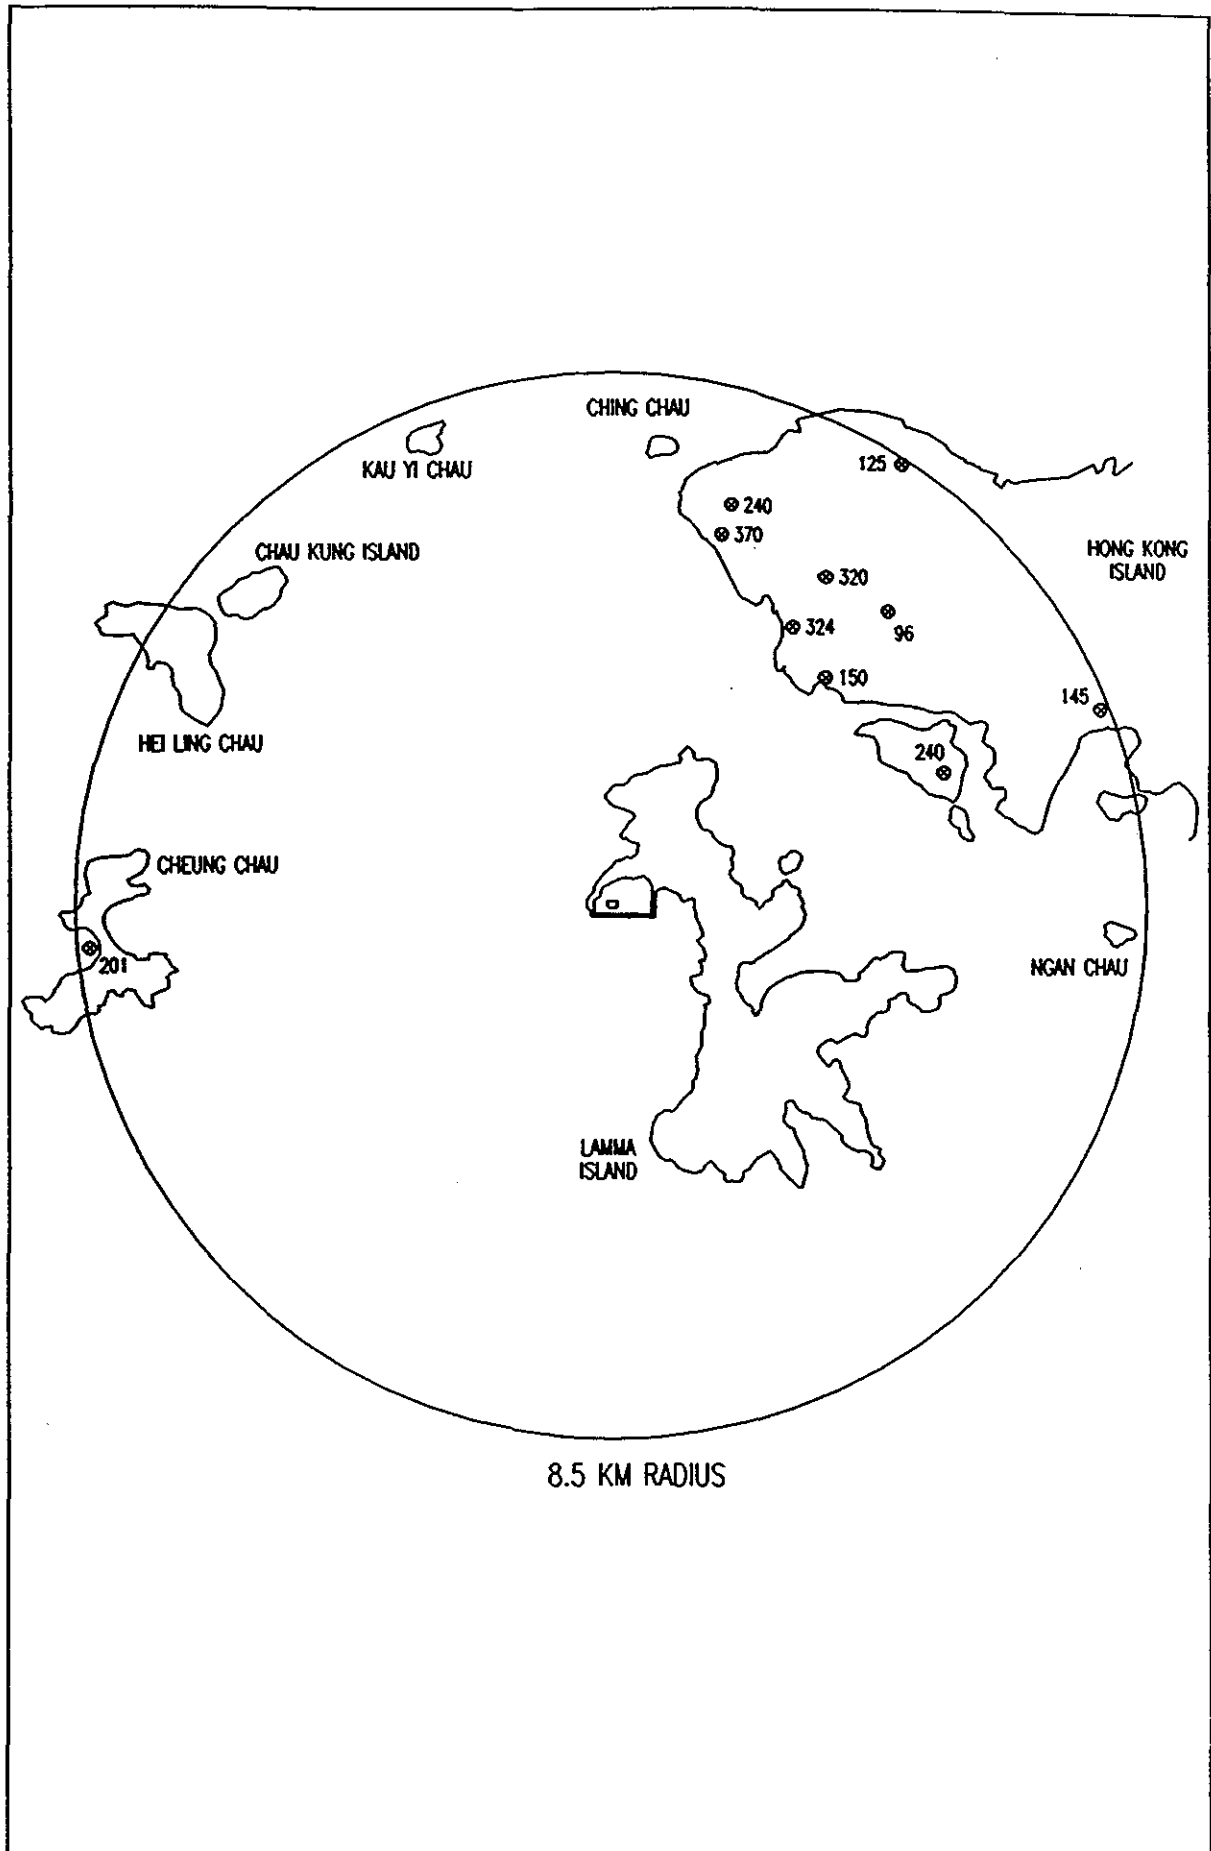 CHING CHAU
KAU YI CHAU
125
240
370
CHAU KUNG ISLAND
HONG KONG
ISLAND
320
324
96
150
145
HEI LING CHAU
240
CHEUNG CHAU
201
NGAN CHAU
LAMMA
ISLAND
8.5 KM RADIUS